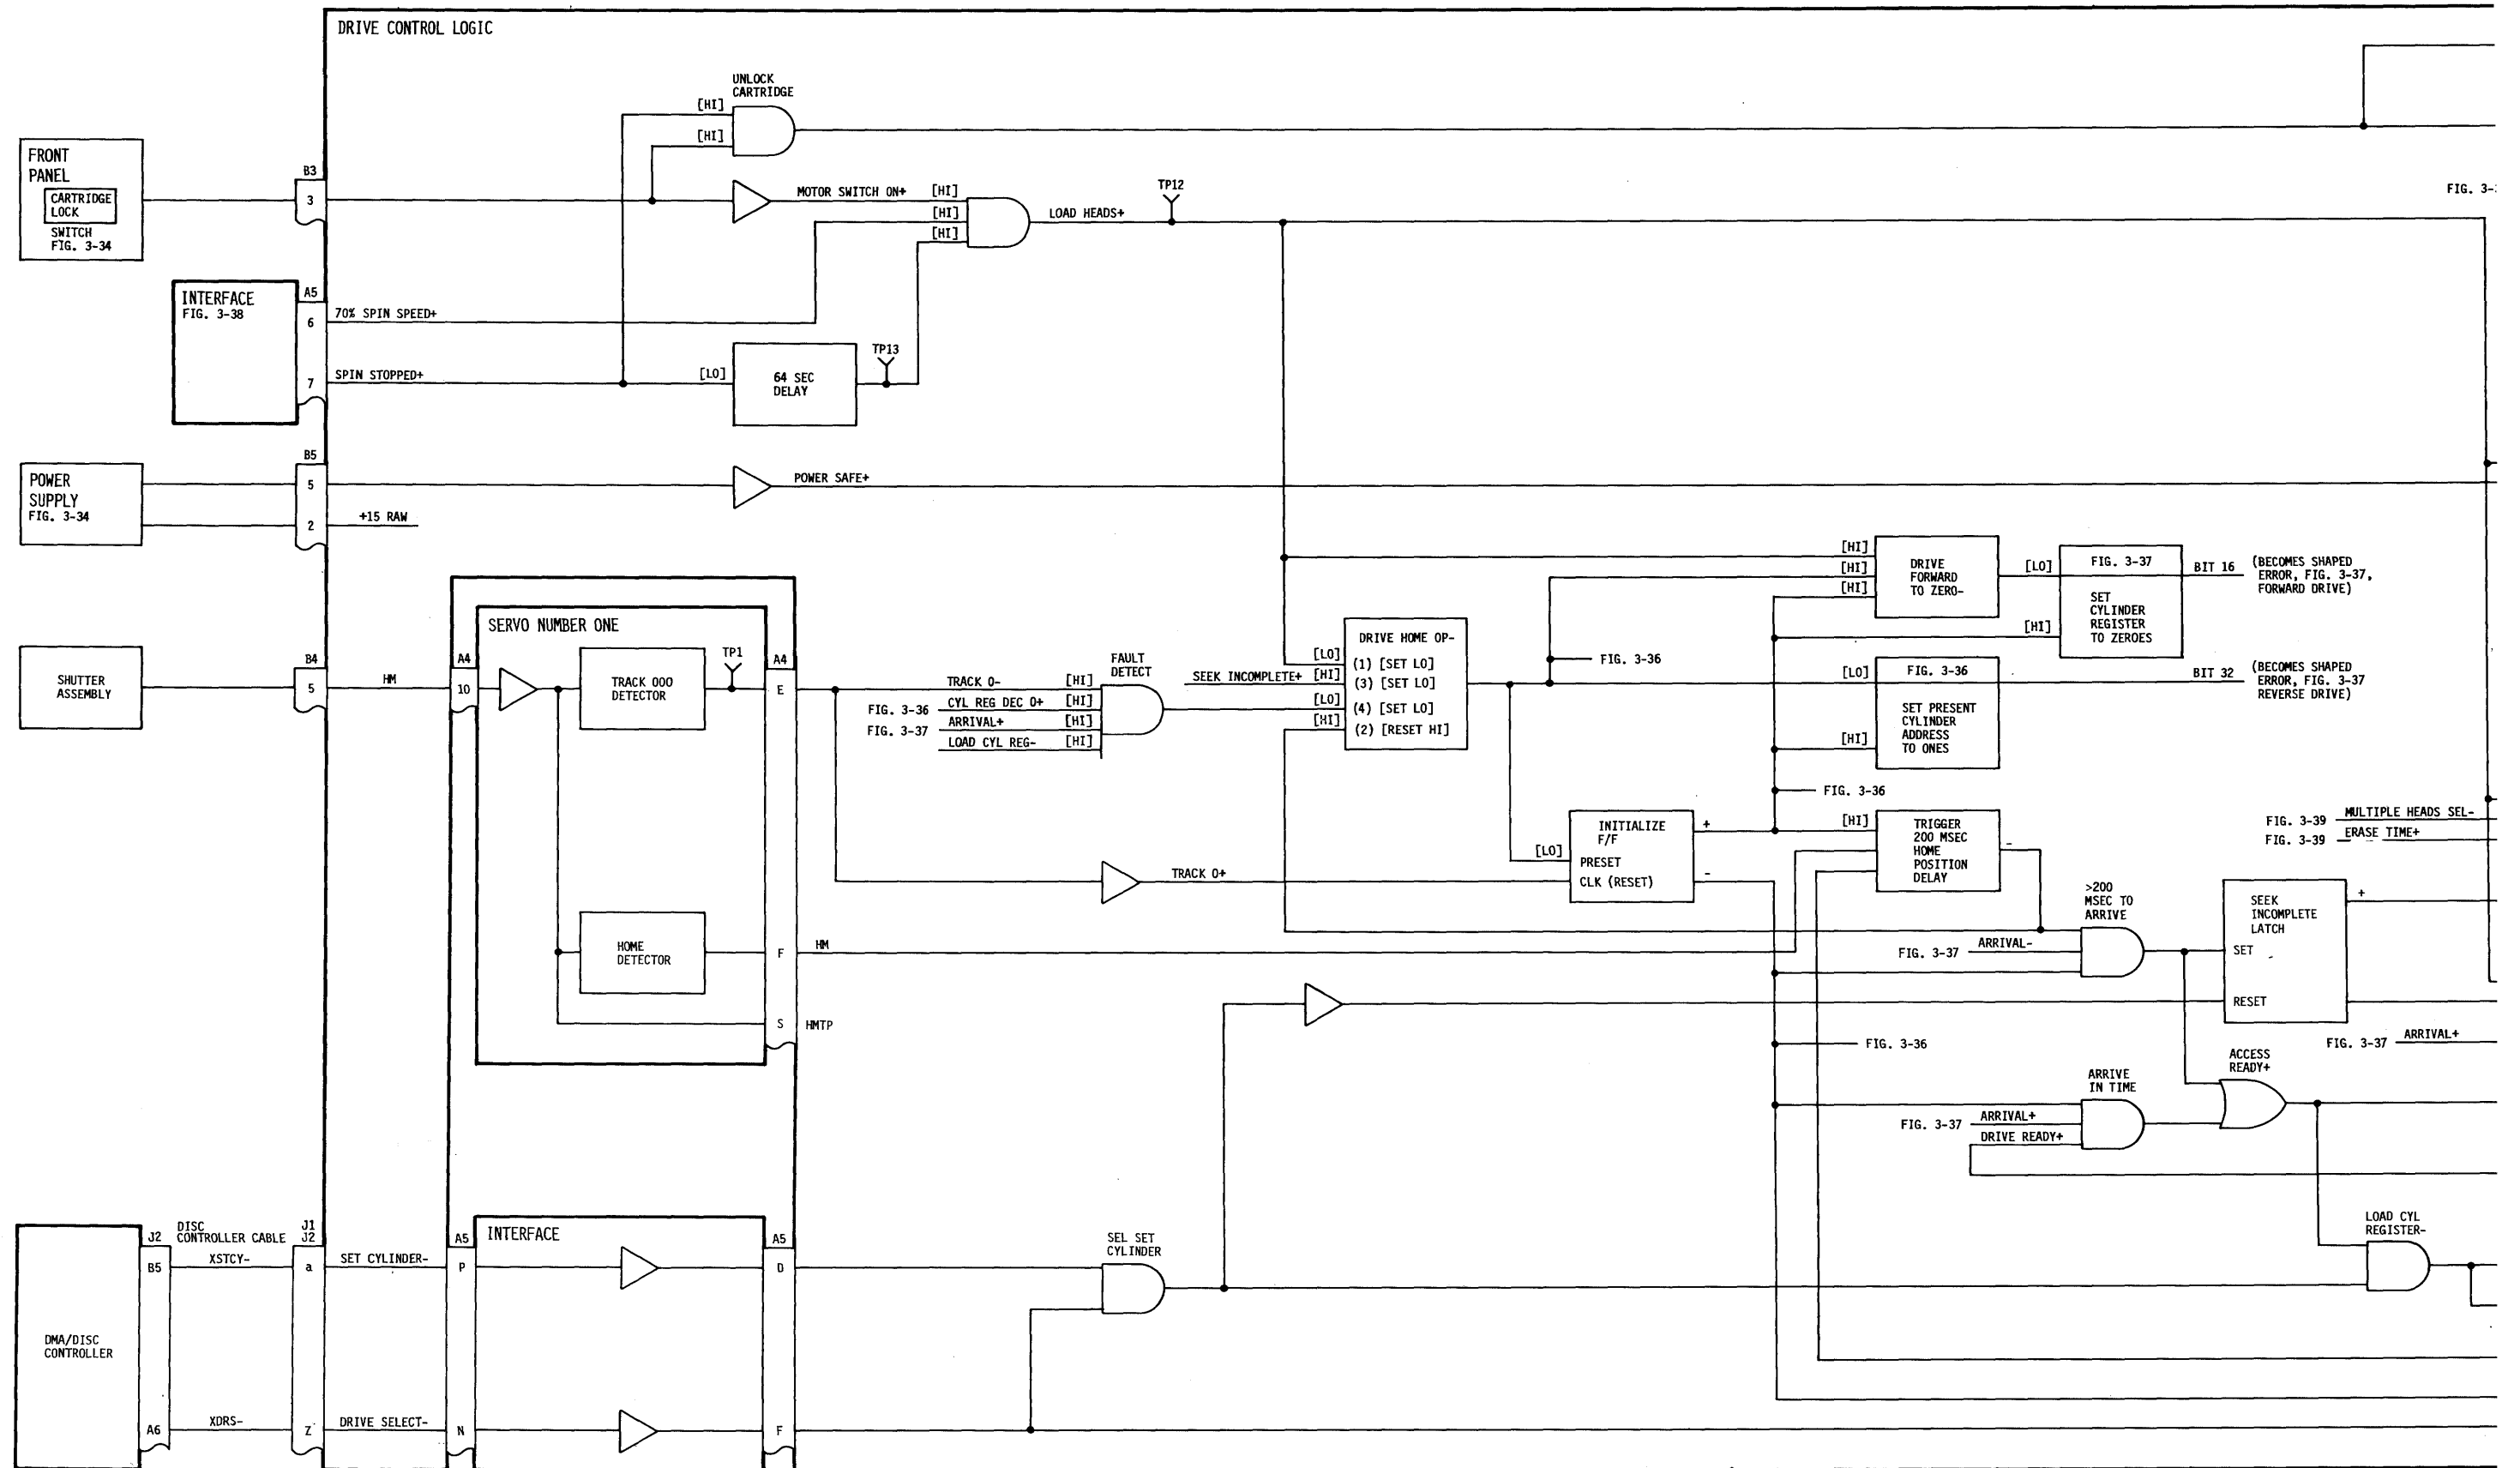 DRIVE CONTROL LOGIC
UNLOCK
CARTRIDGE
[HI]
[HI]
FRONT
PANEL
CARTRIDGE
LOCK
SWITCH
FIG. 3-34
B3
3
MOTOR SWITCH ON+
[HI]
[HI]
[HI]
LOAD HEADS+
TP12
FIG. 3-
INTERFACE
FIG. 3-38
A5
6
70% SPIN SPEED+
7
SPIN STOPPED+
[LO]
64 SEC
DELAY
TP13
POWER
SUPPLY
FIG. 3-34
B5
5
POWER SAFE+
2
+15 RAW
[HI]
[HI]
[HI]
DRIVE
FORWARD
TO ZERO-
[LO]
FIG. 3-37
SET
CYLINDER
REGISTER
TO ZEROES
[HI]
BIT 16
(BECOMES SHAPED
ERROR, FIG. 3-37,
FORWARD DRIVE)
SHUTTER
ASSEMBLY
B4
5
HM
A4
10
SERVO NUMBER ONE
TRACK 000
DETECTOR
TP1
A4
E
TRACK 0-
[HI]
FIG. 3-36
CYL REG DEC 0+
[HI]
FIG. 3-37
ARRIVAL+
[HI]
LOAD CYL REG-
[HI]
FAULT
DETECT
SEEK INCOMPLETE+
[LO]
[HI]
[LO]
[HI]
DRIVE HOME OP-
(1) [SET LO]
(3) [SET LO]
(4) [SET LO]
(2) [RESET HI]
FIG. 3-36
[LO]
FIG. 3-36
SET PRESENT
CYLINDER
ADDRESS
TO ONES
[HI]
BIT 32
(BECOMES SHAPED
ERROR, FIG. 3-37
REVERSE DRIVE)
FIG. 3-36
INITIALIZE
F/F
PRESET
CLK (RESET)
[LO]
+
-
TRACK 0+
[HI]
TRIGGER
200 MSEC
HOME
POSITION
DELAY
-
FIG. 3-39
MULTIPLE HEADS SEL-
FIG. 3-39
ERASE TIME+
HOME
DETECTOR
F
HM
S
HMTP
>200
MSEC TO
ARRIVE
FIG. 3-37
ARRIVAL-
SEEK
INCOMPLETE
LATCH
SET
RESET
+
FIG. 3-36
FIG. 3-37
ARRIVAL+
ACCESS
READY+
ARRIVE
IN TIME
FIG. 3-37
ARRIVAL+
DRIVE READY+
LOAD CYL
REGISTER-
DMA/DISC
CONTROLLER
J2
DISC
CONTROLLER CABLE
J1
J2
B5
XSTCY-
a
SET CYLINDER-
A5
P
INTERFACE
A5
D
SEL SET
CYLINDER
A6
XDRS-
Z
DRIVE SELECT-
N
F